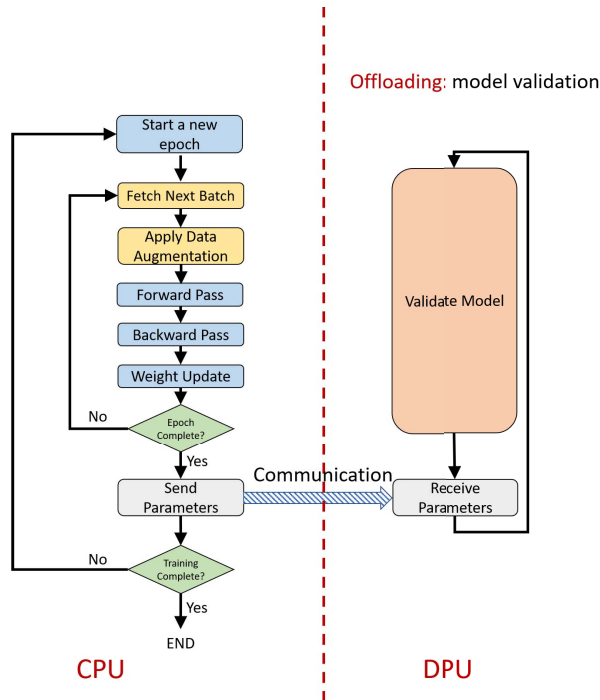 Offloading: model validation
Start a new
epoch
Fetch Next Batch
Apply Data
Augmentation
Forward Pass
Backward Pass
Weight Update
Epoch
Complete?
No
Yes
Send
Parameters
Communication
Training
Complete?
No
Yes
END
CPU
Validate Model
Receive
Parameters
DPU